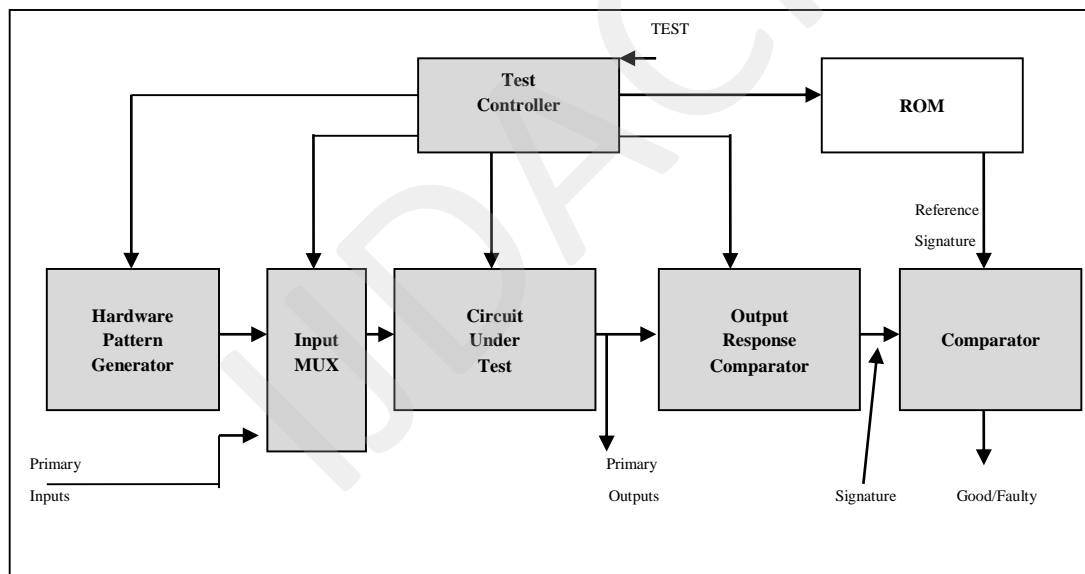 TEST
Test
Controller
ROM
Reference
Signature
Hardware
Pattern
Generator
Input
MUX
Circuit
Under
Test
Output
Response
Comparator
Comparator
Primary
Inputs
Primary
Outputs
Signature
Good/Faulty